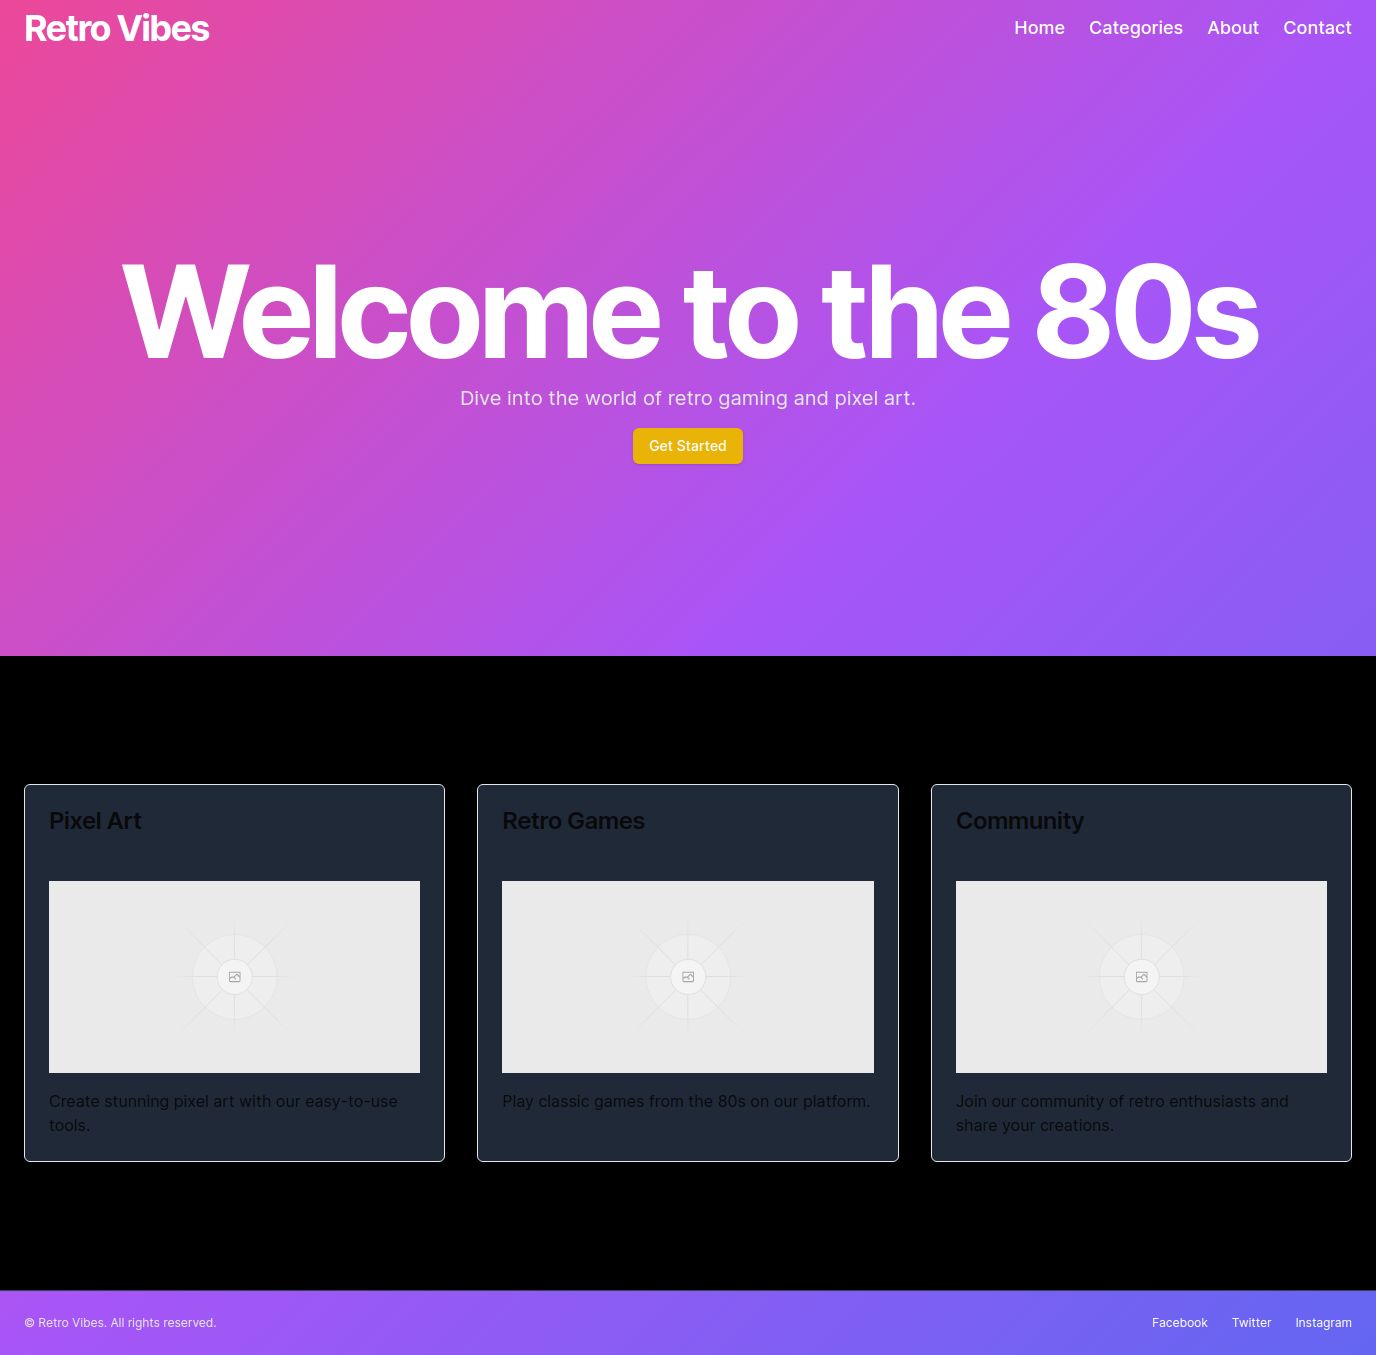 Retro Vibes
Home Categories About Contact
Welcome to the 80s
Dive into the world of retro gaming and pixel art.
Get Started
Pixel Art
Create stunning pixel art with our easy-to-use
tools.
Retro Games
Play classic games from the 80s on our platform.
Community
Join our community of retro enthusiasts and
share your creations.
© Retro Vibes. All rights reserved.
Facebook Twitter Instagram